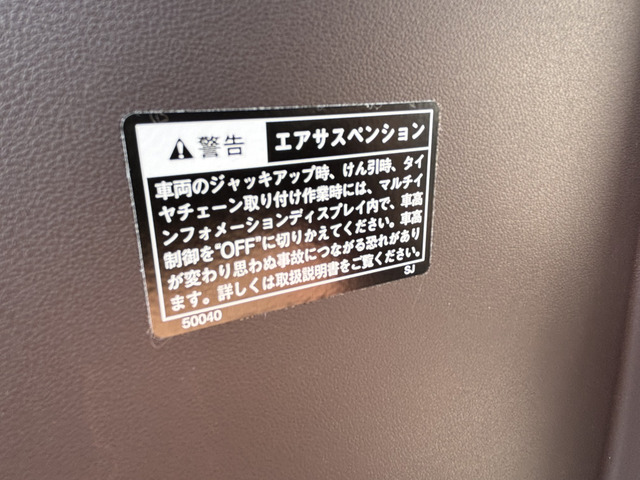 警告 エアサスペンション
車両のジャッキアップ時、けん引時、タイ
ヤチェーン取り付け作業時には、マルチイ
ンフォメーションディスプレイ内で、車高
制御を“OFF”に切りかえてください。車高
が変わり思わぬ事故につながる恐れがあり
ます。詳しくは取扱説明書をご覧ください。
50040 SJ